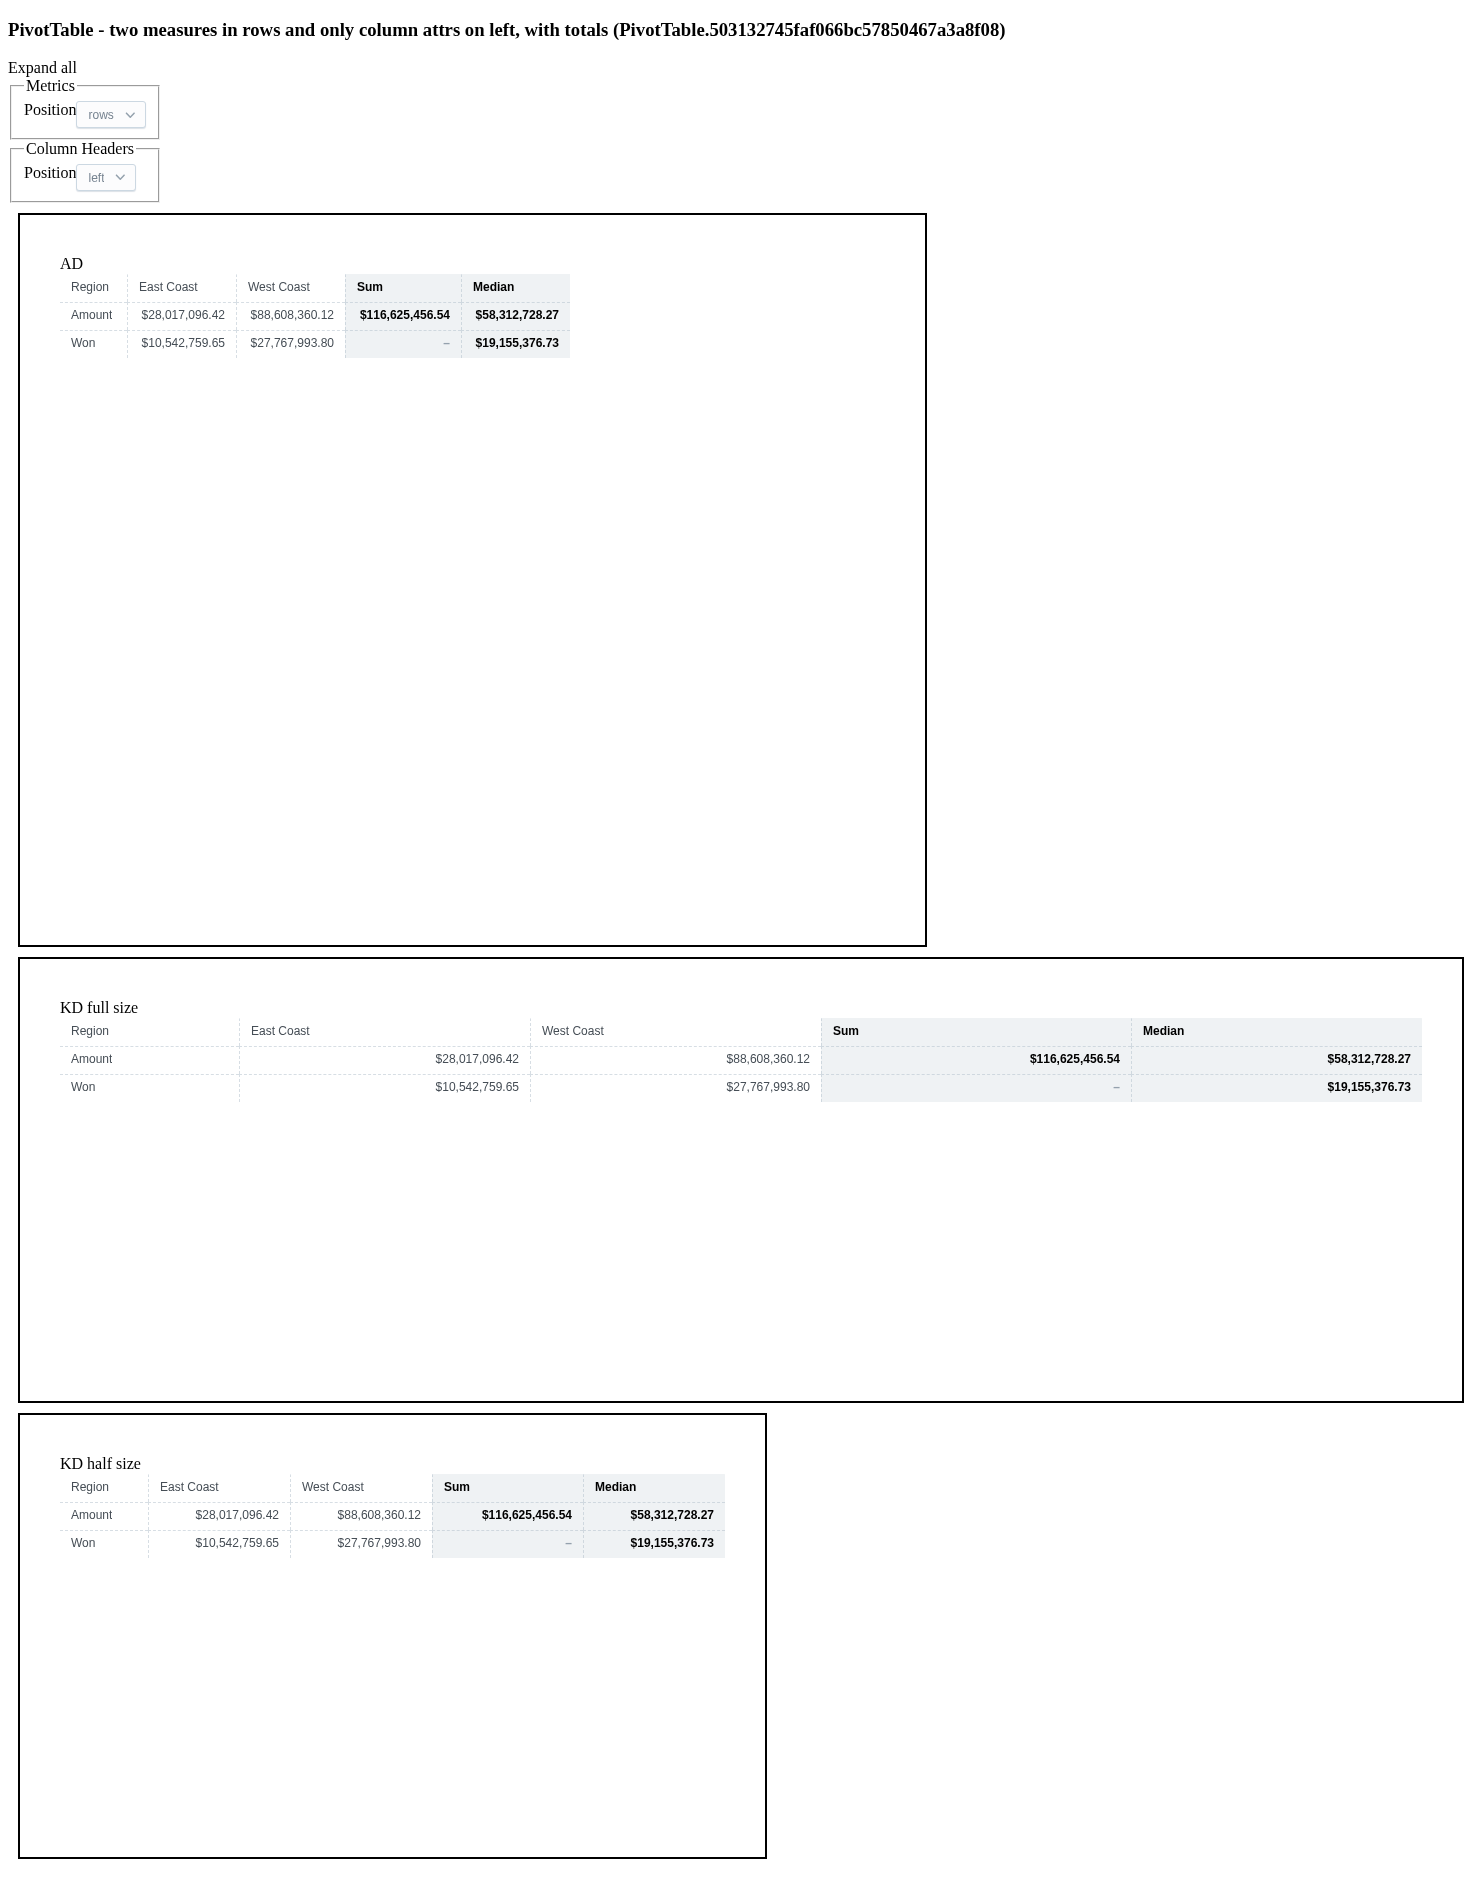 PivotTable - two measures in rows and only column attrs on left, with totals (PivotTable.503132745faf066bc57850467a3a8f08)
Expand all
Metrics
Position rows
Column Headers
Position left
AD
Region East Coast West Coast Sum Median
Amount $28,017,096.42 $88,608,360.12 $116,625,456.54 $58,312,728.27
Won $10,542,759.65 $27,767,993.80 – $19,155,376.73
KD full size
Region East Coast West Coast Sum Median
Amount $28,017,096.42 $88,608,360.12 $116,625,456.54 $58,312,728.27
Won $10,542,759.65 $27,767,993.80 – $19,155,376.73
KD half size
Region East Coast West Coast Sum Median
Amount $28,017,096.42 $88,608,360.12 $116,625,456.54 $58,312,728.27
Won $10,542,759.65 $27,767,993.80 – $19,155,376.73